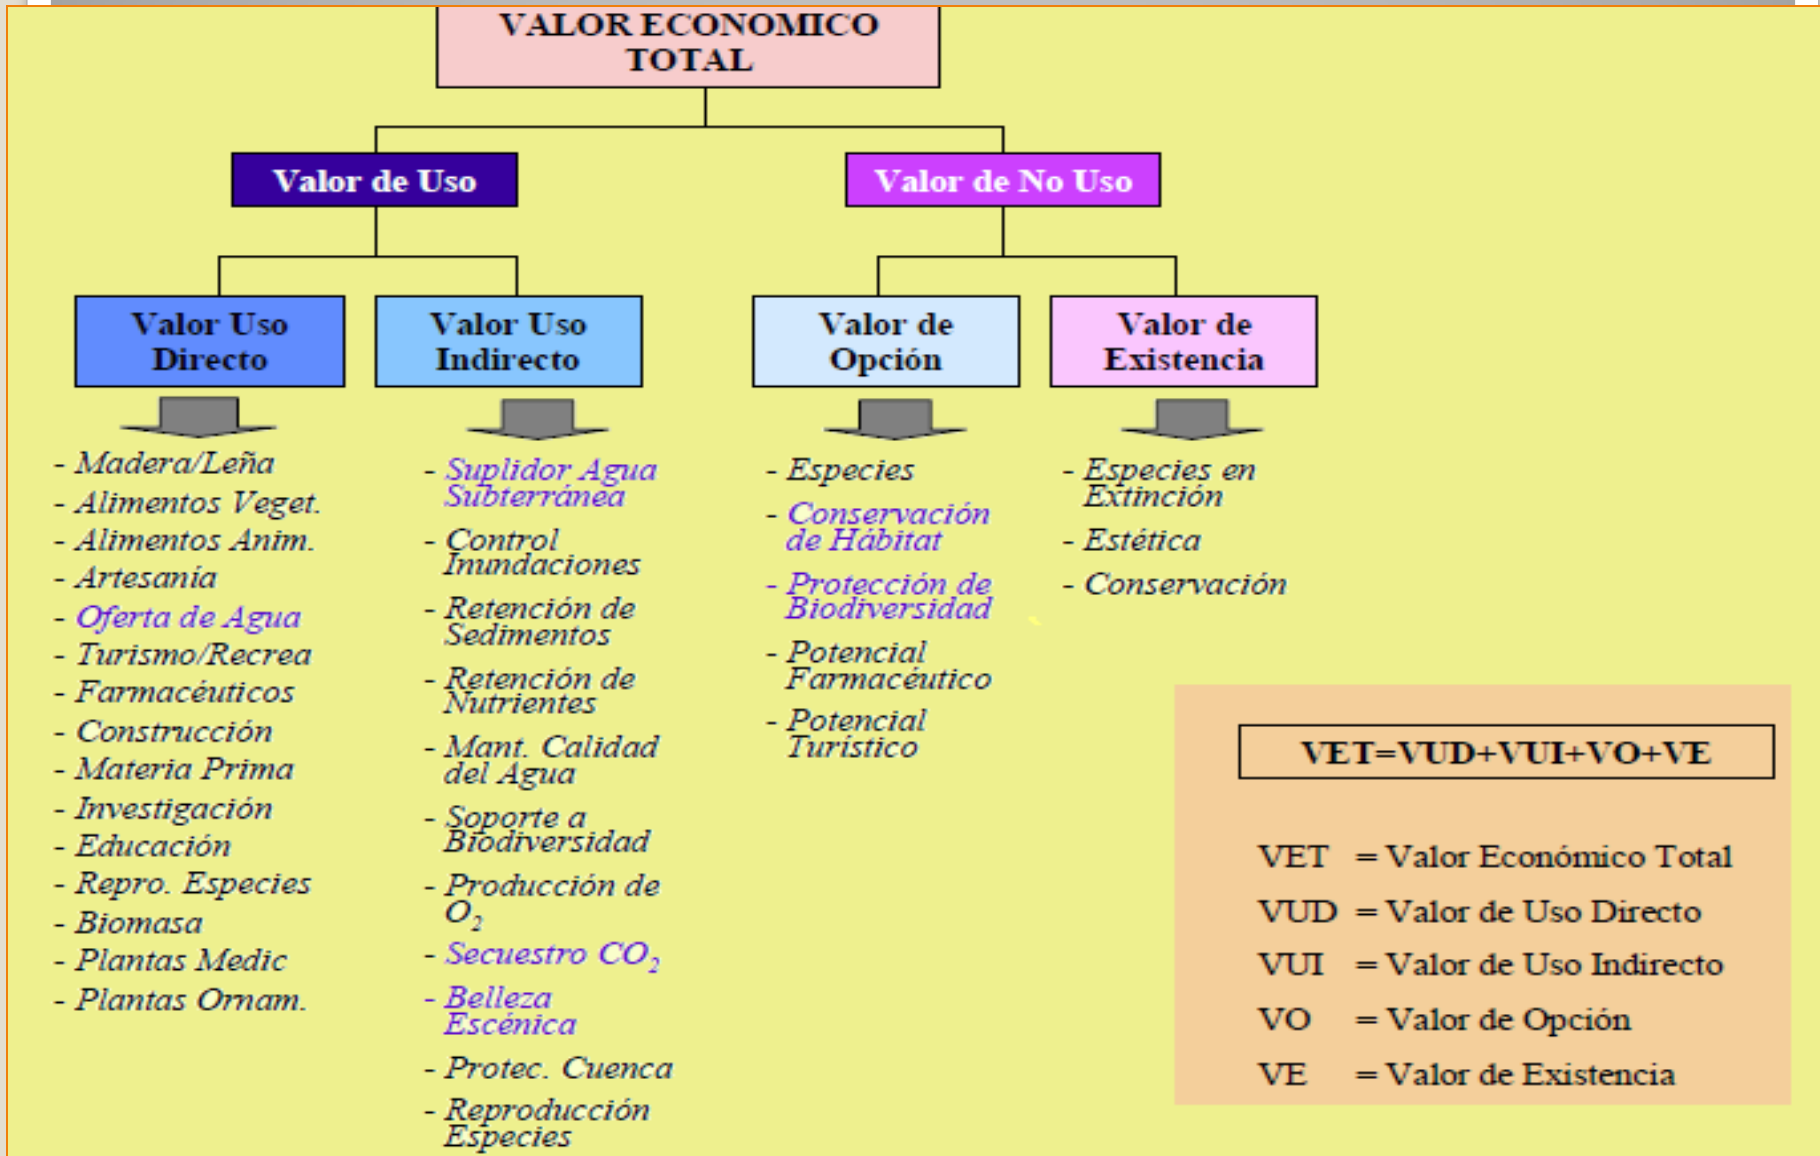 VALOR ECONOMICO
TOTAL
Valor de Uso
Valor de No Uso
Valor Uso
Directo
Valor Uso
Indirecto
Valor de
Opción
Valor de
Existencia
- Madera/Leña
- Alimentos Veget.
- Alimentos Anim.
- Artesanía
- Oferta de Agua
- Turismo/Recrea
- Farmacéuticos
- Construcción
- Materia Prima
- Investigación
- Educación
- Repro. Especies
- Biomasa
- Plantas Medic
- Plantas Ornam.
- Suplidor Agua
Subterránea
- Control
Inundaciones
- Retención de
Sedimentos
- Retención de
Nutrientes
- Mant. Calidad
del Agua
- Soporte a
Biodiversidad
- Producción de
O2
- Secuestro CO2
- Belleza
Escénica
- Protec. Cuenca
- Reproducción
Especies
- Especies
- Conservación
de Hábitat
- Protección de
Biodiversidad
- Potencial
Farmacéutico
- Potencial
Turístico
- Especies en
Extinción
- Estética
- Conservación
VET=VUD+VUI+VO+VE
VET = Valor Económico Total
VUD = Valor de Uso Directo
VUI = Valor de Uso Indirecto
VO = Valor de Opción
VE = Valor de Existencia